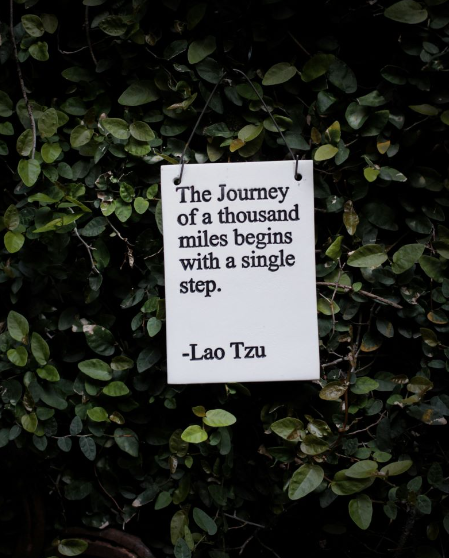 The Journey
of a thousand
miles begins
with a single
step.
-Lao Tzu